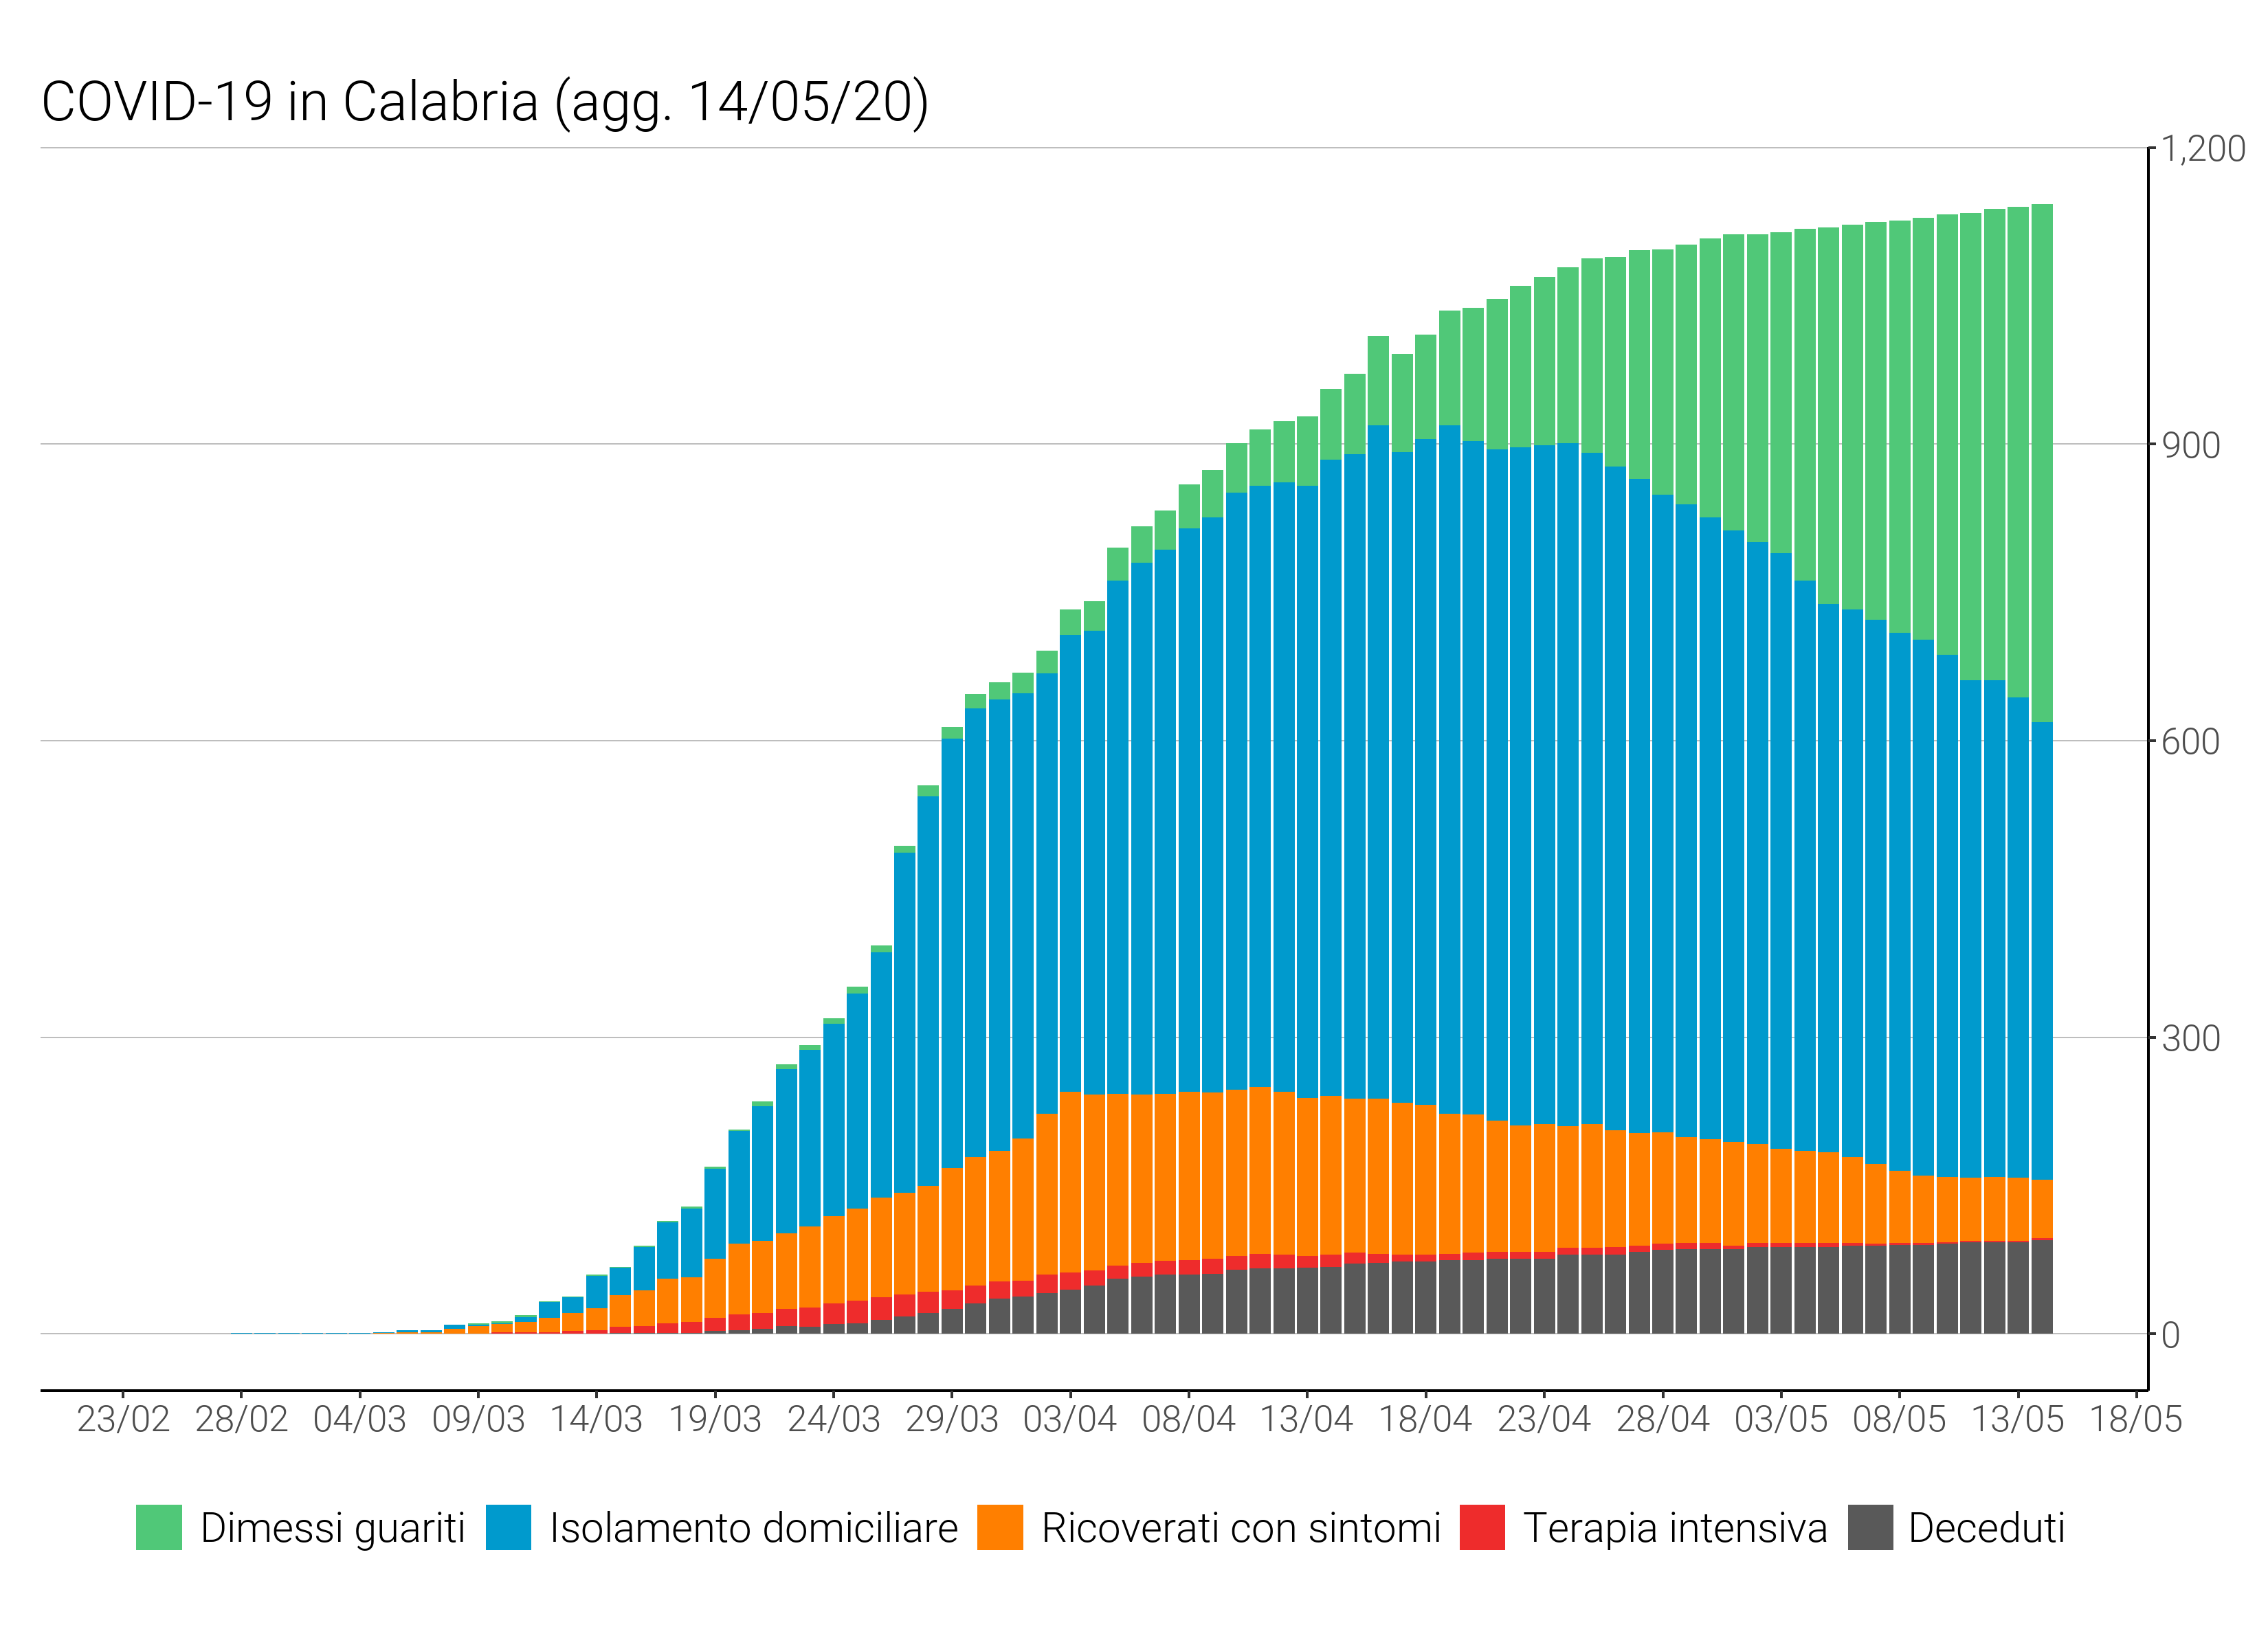 COVID-19 in Calabria (agg. 14/05/20)
1,200
900
600
300
0
23/02 28/02 04/03 09/03 14/03 19/03 24/03 29/03 03/04 08/04 13/04 18/04 23/04 28/04 03/05 08/05 13/05 18/05
Dimessi guariti Isolamento domiciliare Ricoverati con sintomi Terapia intensiva Deceduti